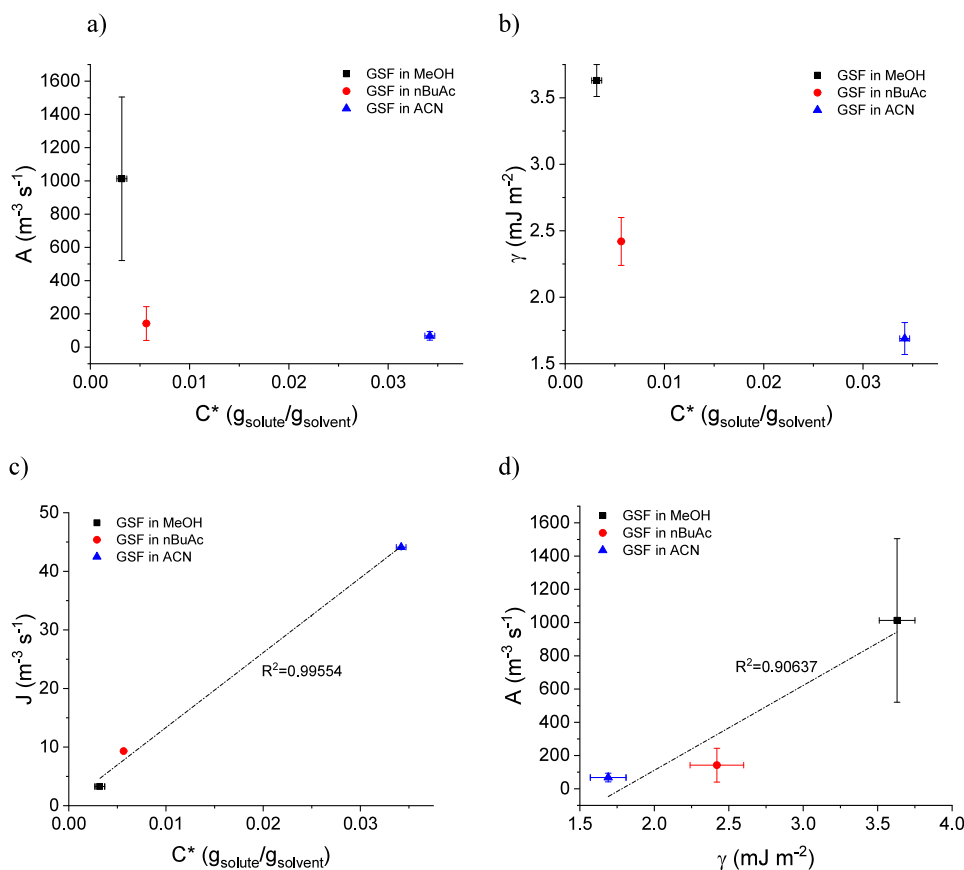 a)
1600
1400
1200
1000
800
600
400
200
0
A (m⁻³ s⁻¹)
GSF in MeOH
GSF in nBuAc
GSF in ACN
0.00 0.01 0.02 0.03
C* (g_solute/g_solvent)
b)
3.5
3.0
2.5
2.0
1.5
γ (mJ m⁻²)
GSF in MeOH
GSF in nBuAc
GSF in ACN
0.00 0.01 0.02 0.03
C* (g_solute/g_solvent)
c)
50
40
30
20
10
0
J (m⁻³ s⁻¹)
GSF in MeOH
GSF in nBuAc
GSF in ACN
R²=0.99554
0.00 0.01 0.02 0.03
C* (g_solute/g_solvent)
d)
1600
1400
1200
1000
800
600
400
200
0
A (m⁻³ s⁻¹)
GSF in MeOH
GSF in nBuAc
GSF in ACN
R²=0.90637
1.5 2.0 2.5 3.0 3.5 4.0
γ (mJ m⁻²)